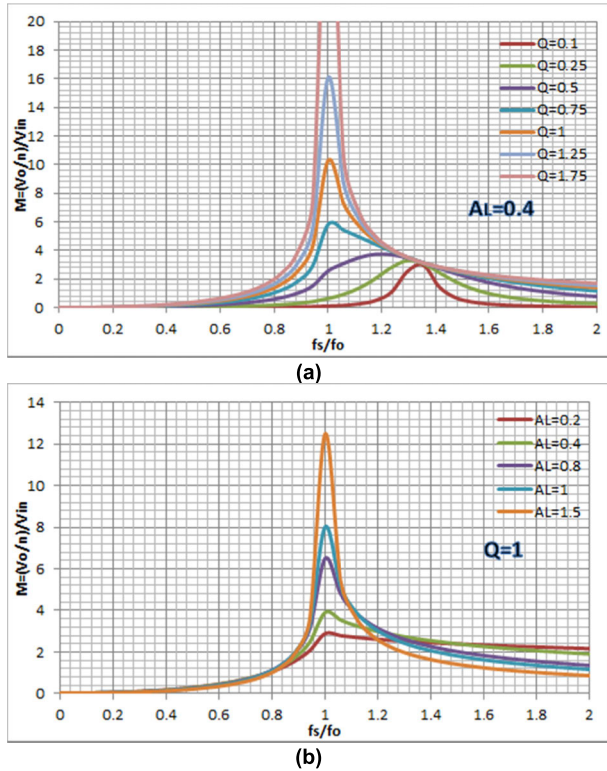 20
18
16
14
12
10
8
6
4
2
0
M=(Vo/n)/Vin
Q=0.1
Q=0.25
Q=0.5
Q=0.75
Q=1
Q=1.25
Q=1.75
AL=0.4
0 0.2 0.4 0.6 0.8 1 1.2 1.4 1.6 1.8 2
fs/fo
(a)
14
12
10
8
6
4
2
0
M=(Vo/n)/Vin
AL=0.2
AL=0.4
AL=0.8
AL=1
AL=1.5
Q=1
0 0.2 0.4 0.6 0.8 1 1.2 1.4 1.6 1.8 2
fs/fo
(b)